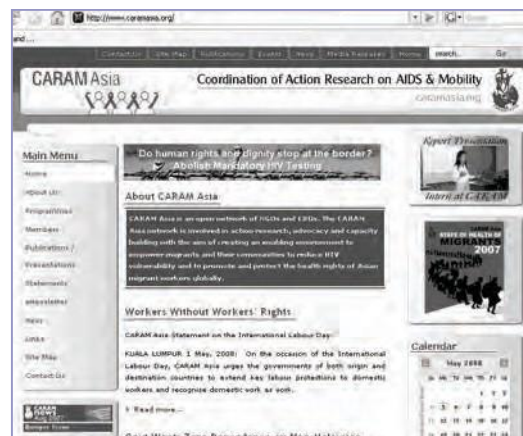 http://www.caramasia.org/
and ...
Contact Us Site Map Publications Events News Media Releases Home search... Go
CARAM Asia
Coordination of Action Research on AIDS & Mobility
caramasia.org
Main Menu
Home
About Us
Programmes
Members
Publications /
Presentations
Statements
eNewsletter
News
Links
Site Map
Contact Us
CARAM
NEWS
Do human rights and dignity stop at the border?
Abolish Mandatory HIV Testing
About CARAM Asia
CARAM Asia is an open network of NGOs and CBOs. The CARAM
Asia network is involved in action research, advocacy and capacity
building with the aim of creating an enabling environment to
empower migrants and their communities to reduce HIV
vulnerability and to promote and protect the health rights of Asian
migrant workers globally.
Workers Without Workers' Rights
CARAM Asia Statement on the International Labour Day
KUALA LUMPUR 1 May, 2008: On the occasion of the International
Labour Day, CARAM Asia urges the governments of both origin and
destination countries to extend key labour protections to domestic
workers and recognise domestic work as work.
Read more...
Report Presentation
Intern at CARAM
STATE OF HEALTH OF
MIGRANTS
2007
Calendar
May 2008
1 2 3